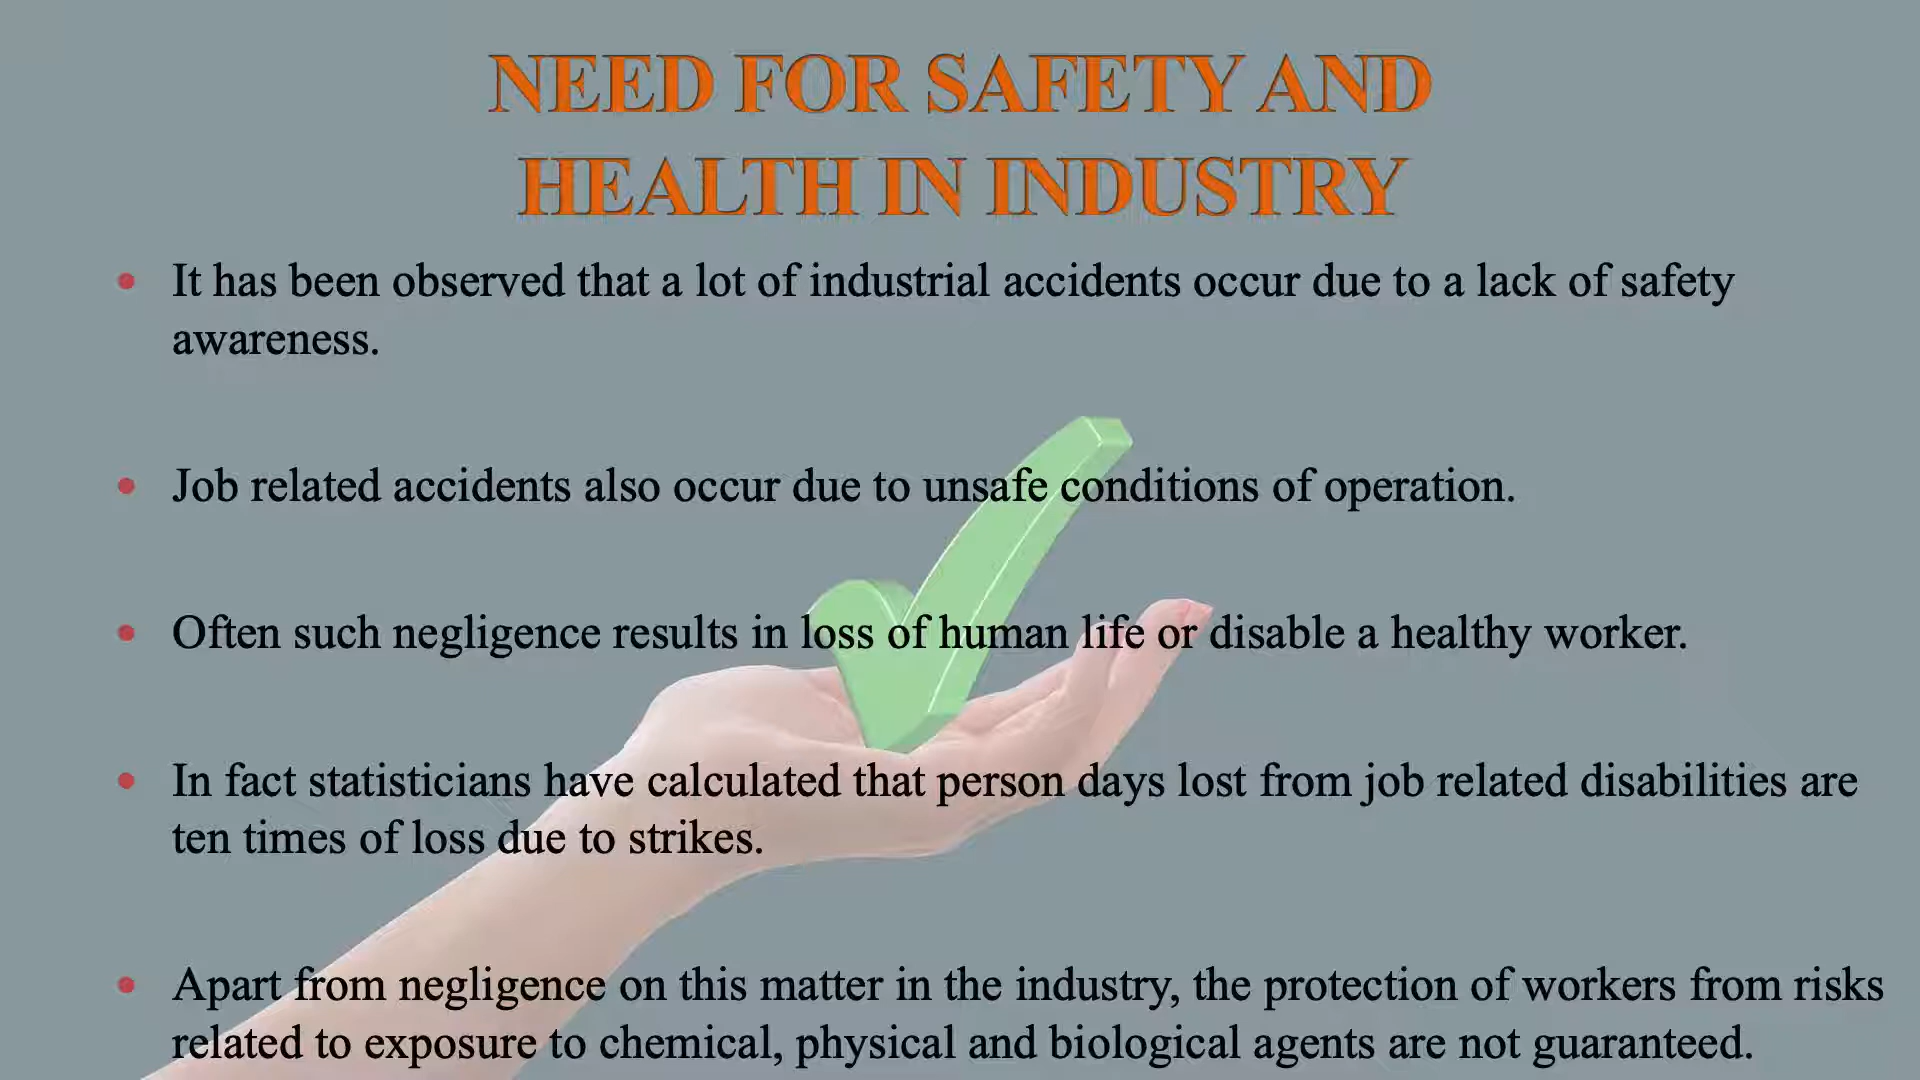 NEED FOR SAFETY AND
HEALTH IN INDUSTRY
• It has been observed that a lot of industrial accidents occur due to a lack of safety
awareness.
• Job related accidents also occur due to unsafe conditions of operation.
• Often such negligence results in loss of human life or disable a healthy worker.
• In fact statisticians have calculated that person days lost from job related disabilities are
ten times of loss due to strikes.
• Apart from negligence on this matter in the industry, the protection of workers from risks
related to exposure to chemical, physical and biological agents are not guaranteed.